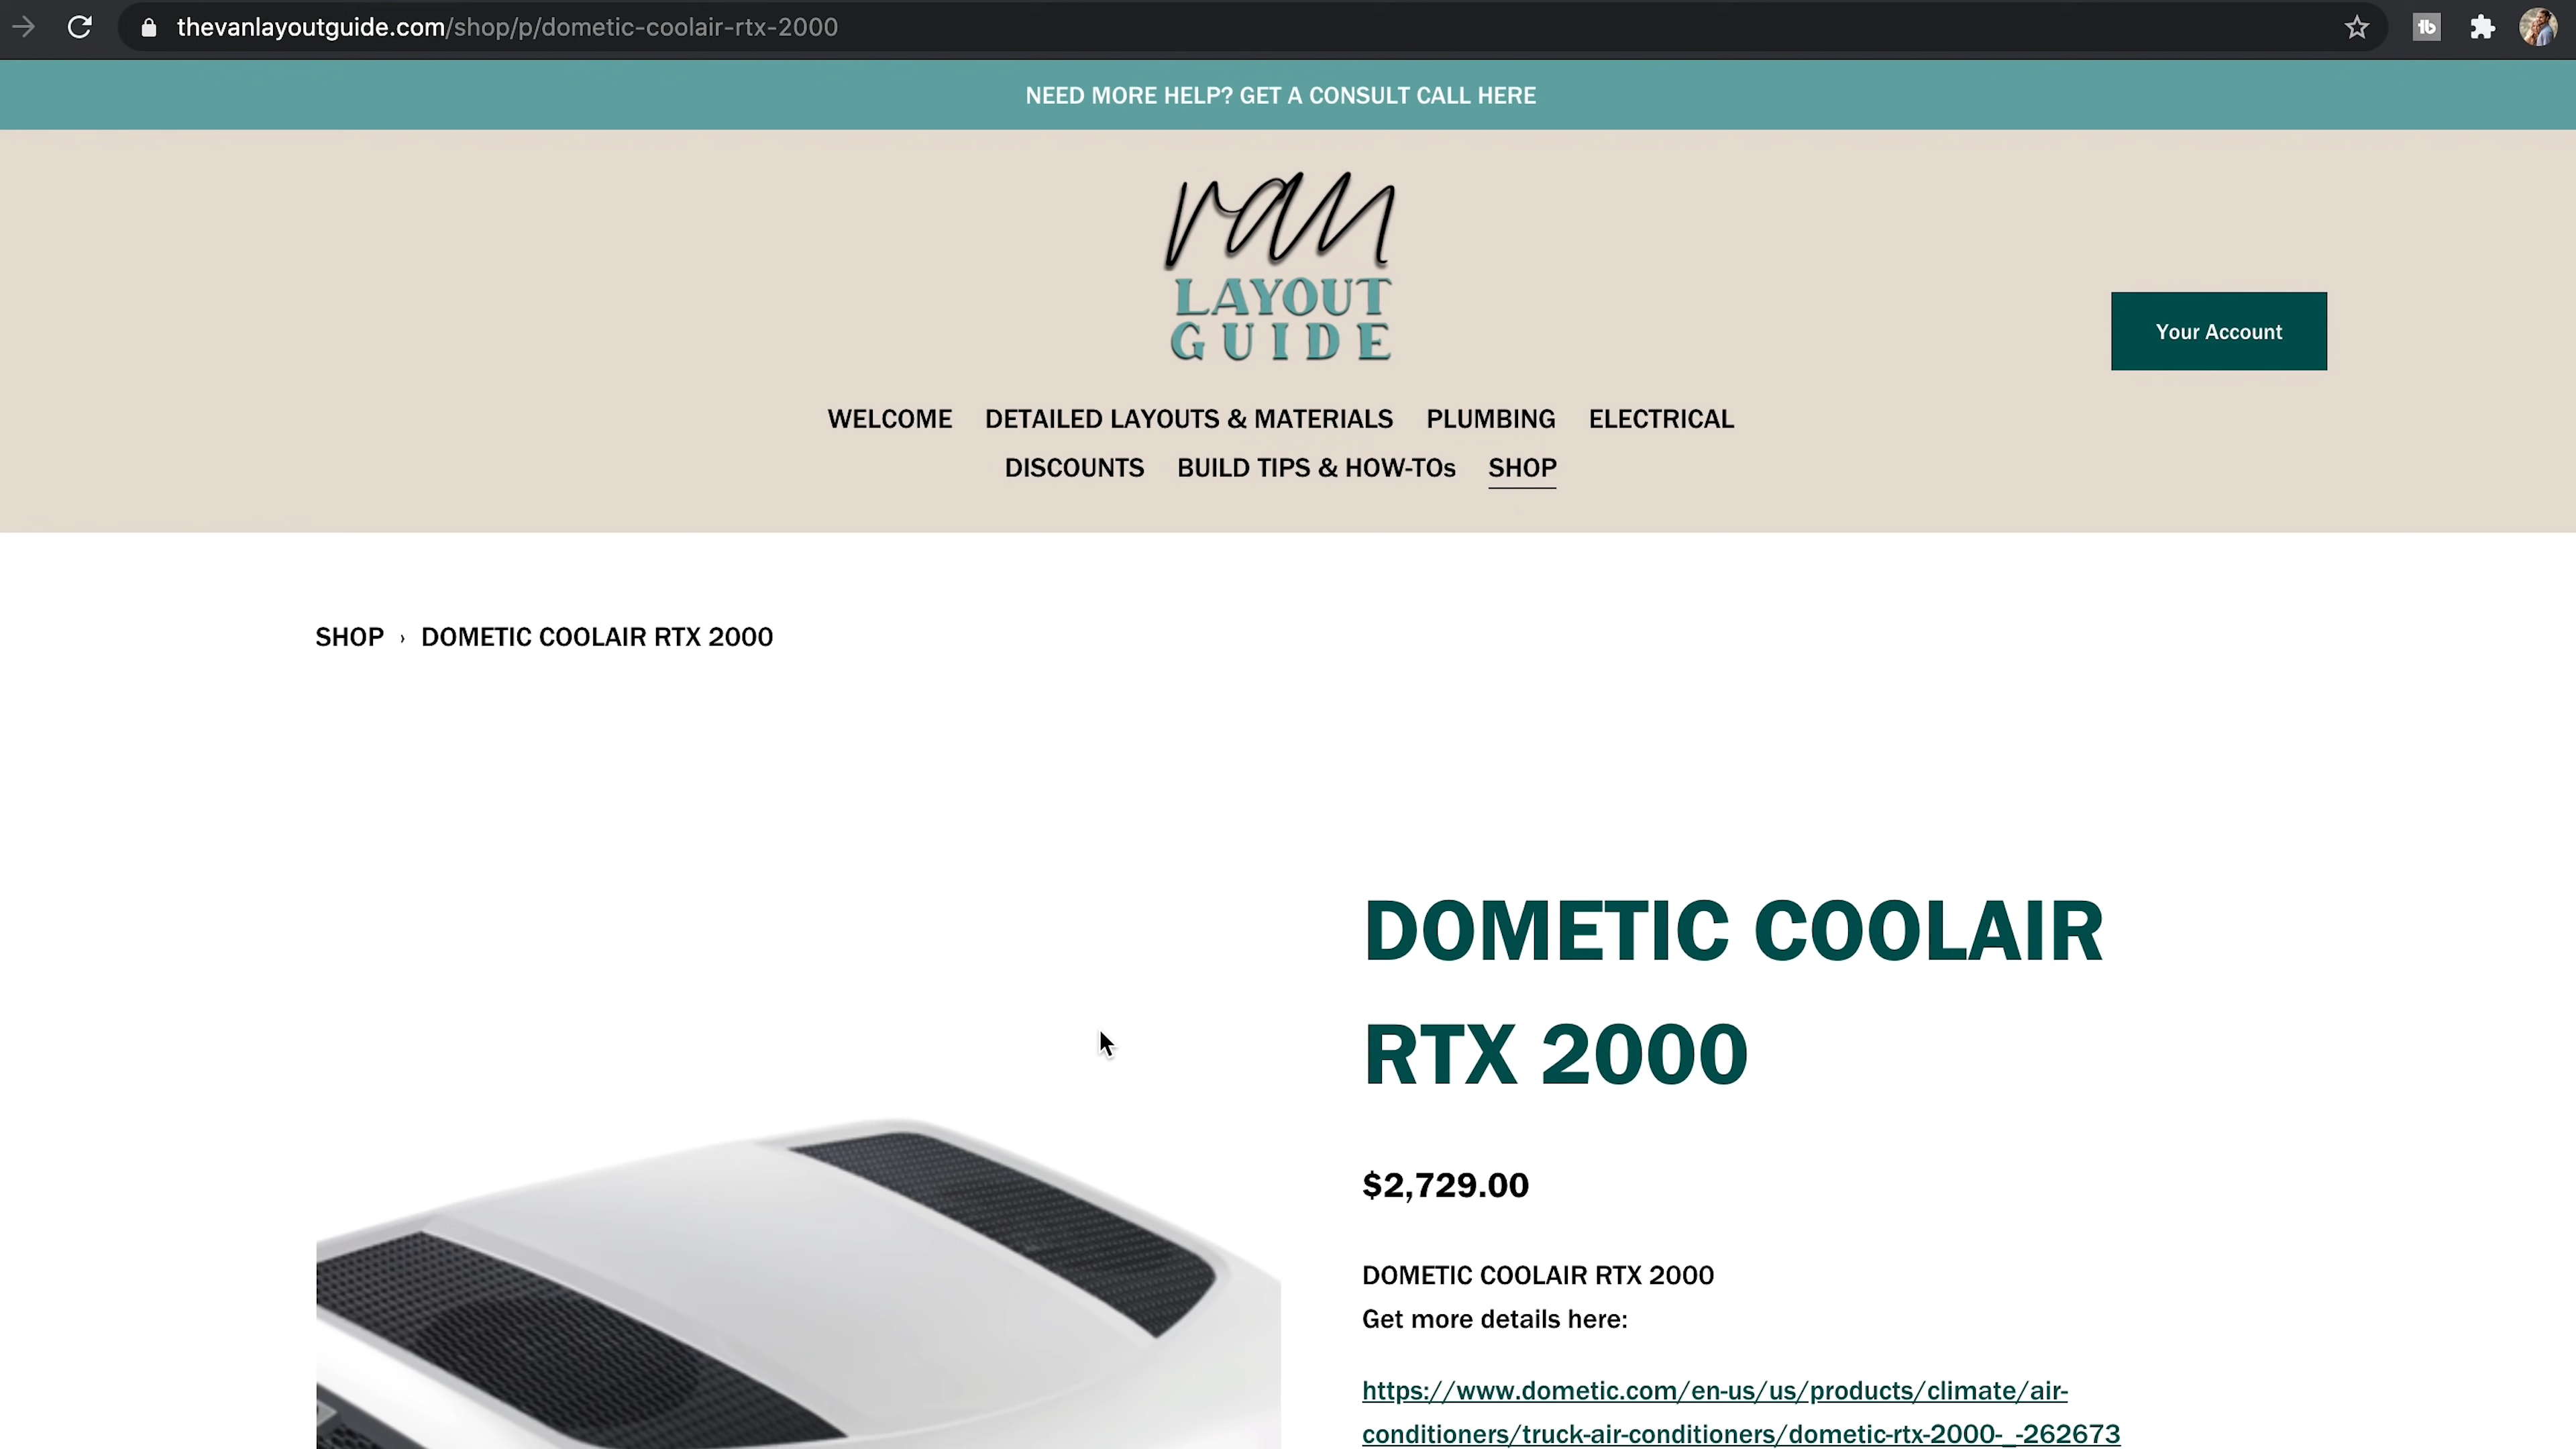 thevanlayoutguide.com/shop/p/dometic-coolair-rtx-2000
NEED MORE HELP? GET A CONSULT CALL HERE
van
LAYOUT
GUIDE
Your Account
WELCOME DETAILED LAYOUTS & MATERIALS PLUMBING ELECTRICAL
DISCOUNTS BUILD TIPS & HOW-TOs SHOP
SHOP › DOMETIC COOLAIR RTX 2000
DOMETIC COOLAIR
RTX 2000
$2,729.00
DOMETIC COOLAIR RTX 2000
Get more details here:
https://www.dometic.com/en-us/us/products/climate/air-
conditioners/truck-air-conditioners/dometic-rtx-2000-_-262673